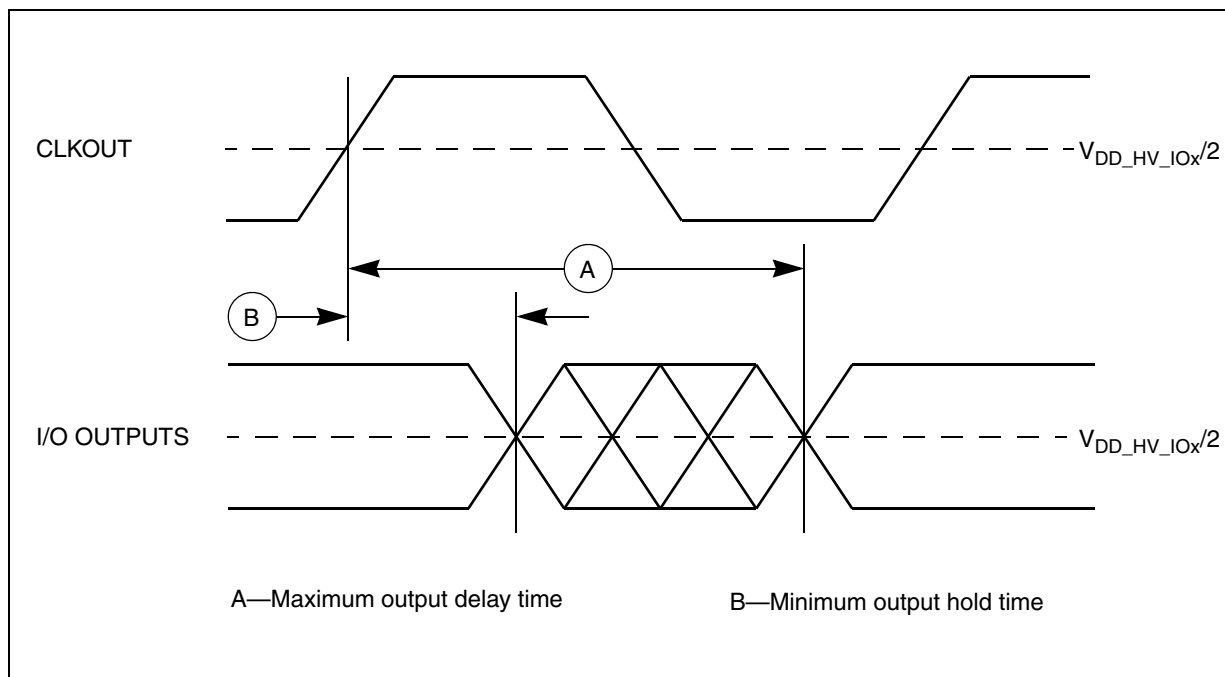 CLKOUT
V_DD_HV_IOx/2
A
B
I/O OUTPUTS
V_DD_HV_IOx/2
A—Maximum output delay time
B—Minimum output hold time